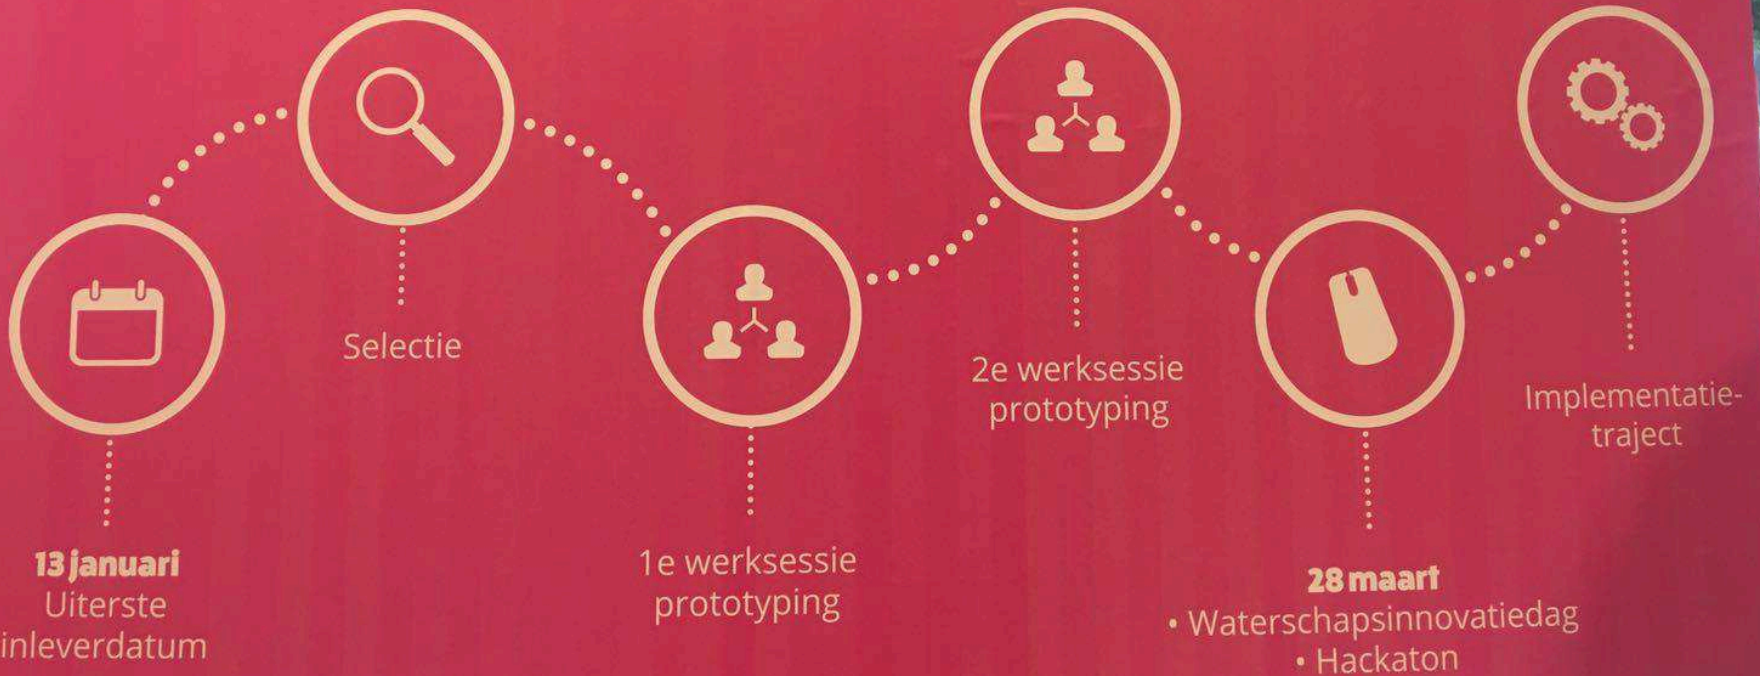 13 januari
Uiterste
inleverdatum
Selectie
1e werksessie
prototyping
2e werksessie
prototyping
28 maart
• Waterschapsinnovatiedag
• Hackaton
Implementatie-
traject